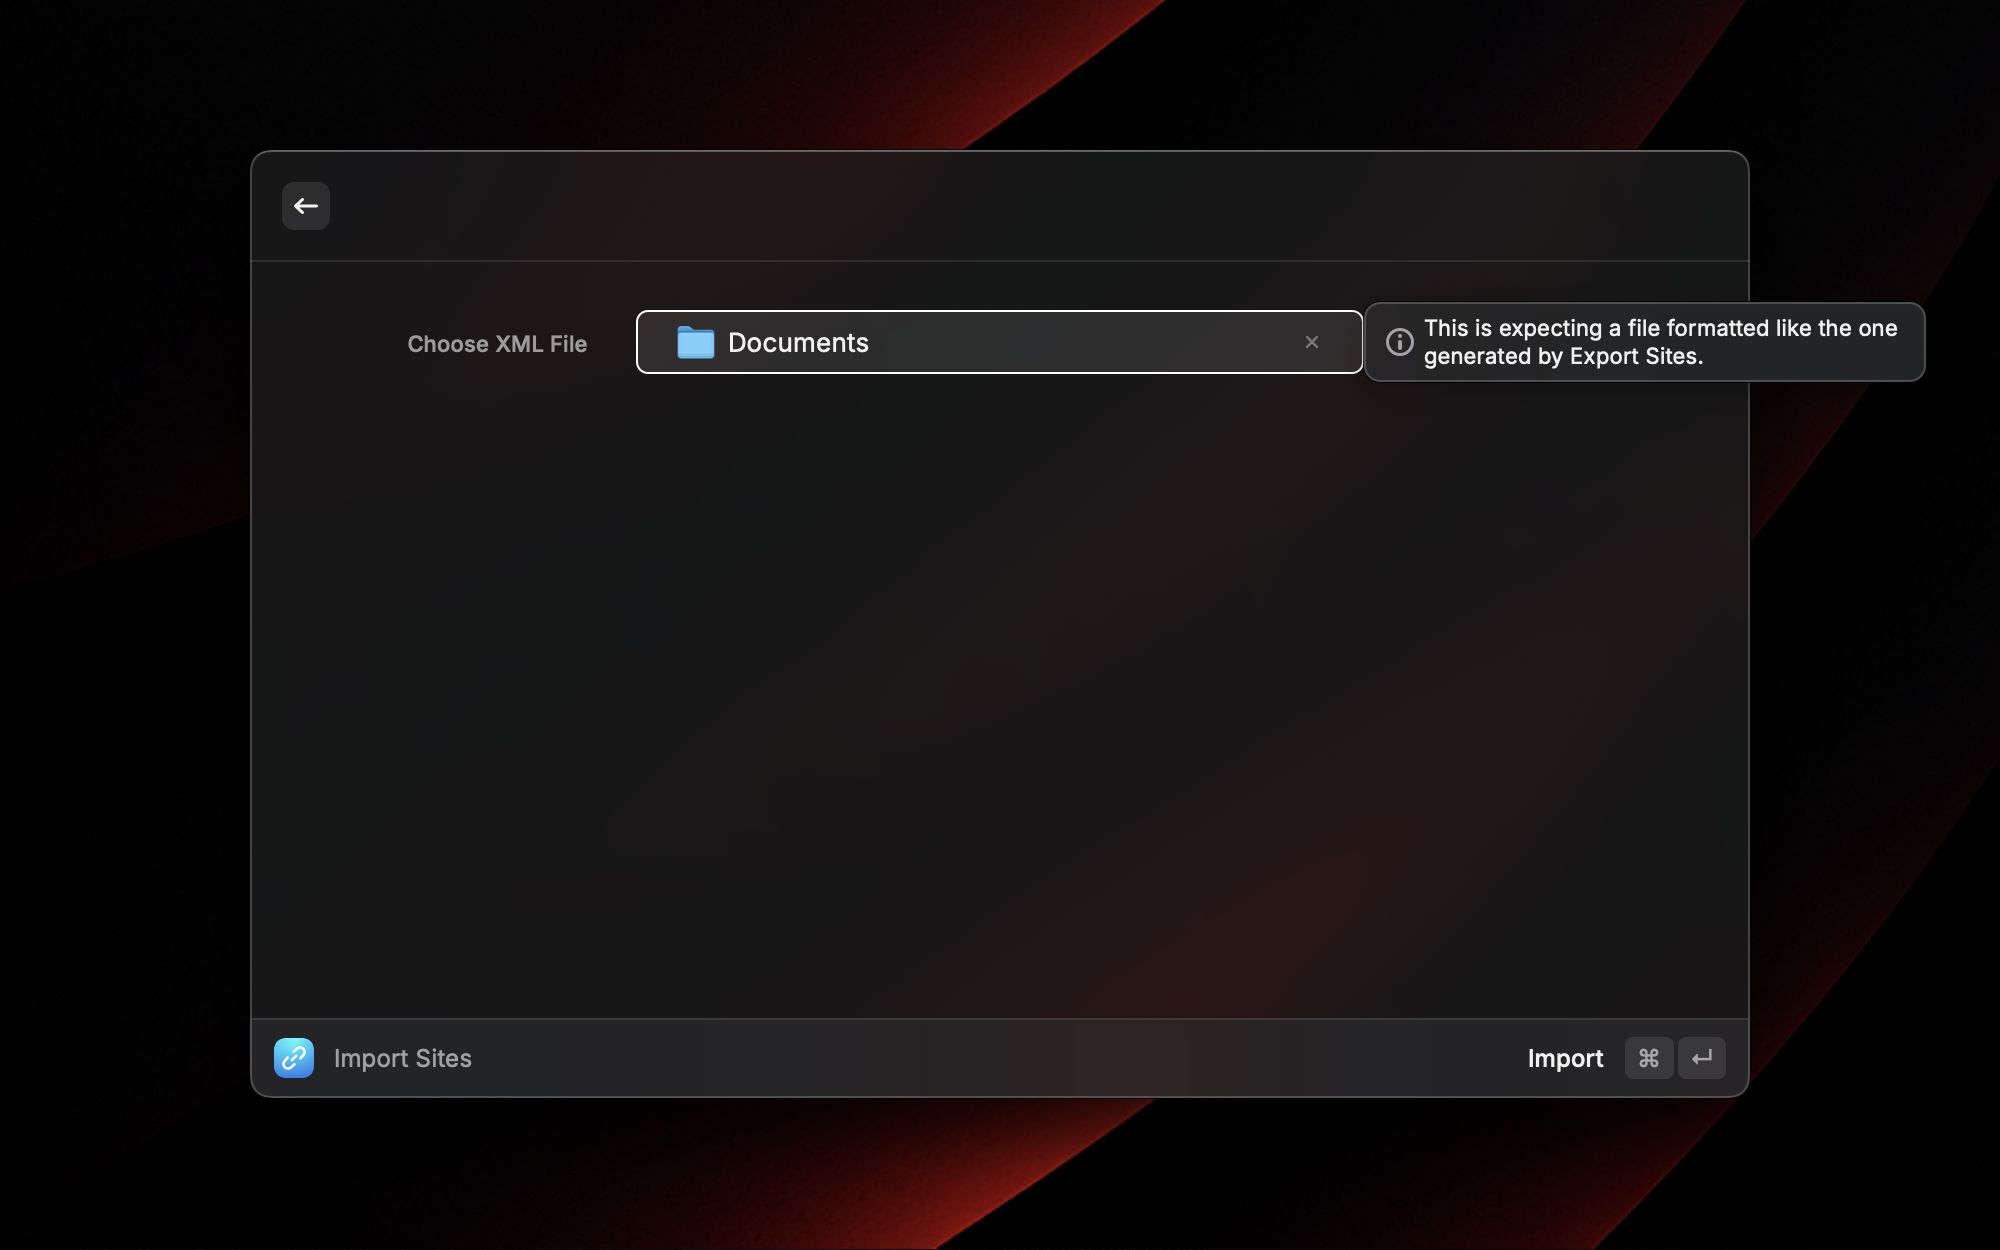 Choose XML File
Documents
This is expecting a file formatted like the one
generated by Export Sites.
Import Sites
Import ⌘ ↵